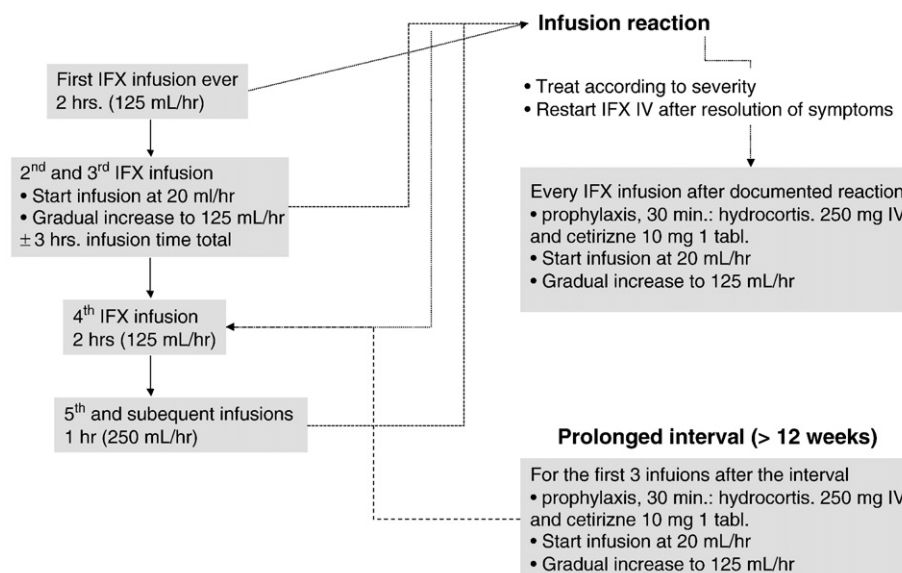 Infusion reaction
First IFX infusion ever
2 hrs. (125 mL/hr)
• Treat according to severity
• Restart IFX IV after resolution of symptoms
2nd and 3rd IFX infusion
• Start infusion at 20 ml/hr
• Gradual increase to 125 mL/hr
±3 hrs. infusion time total
Every IFX infusion after documented reaction
• prophylaxis, 30 min.: hydrocortis. 250 mg IV
and cetirizne 10 mg 1 tabl.
• Start infusion at 20 mL/hr
• Gradual increase to 125 mL/hr
4th IFX infusion
2 hrs (125 mL/hr)
5th and subequent infusions
1 hr (250 mL/hr)
Prolonged interval (> 12 weeks)
For the first 3 infuions after the interval
• prophylaxis, 30 min.: hydrocortis. 250 mg IV
and cetirizne 10 mg 1 tabl.
• Start infusion at 20 mL/hr
• Gradual increase to 125 mL/hr